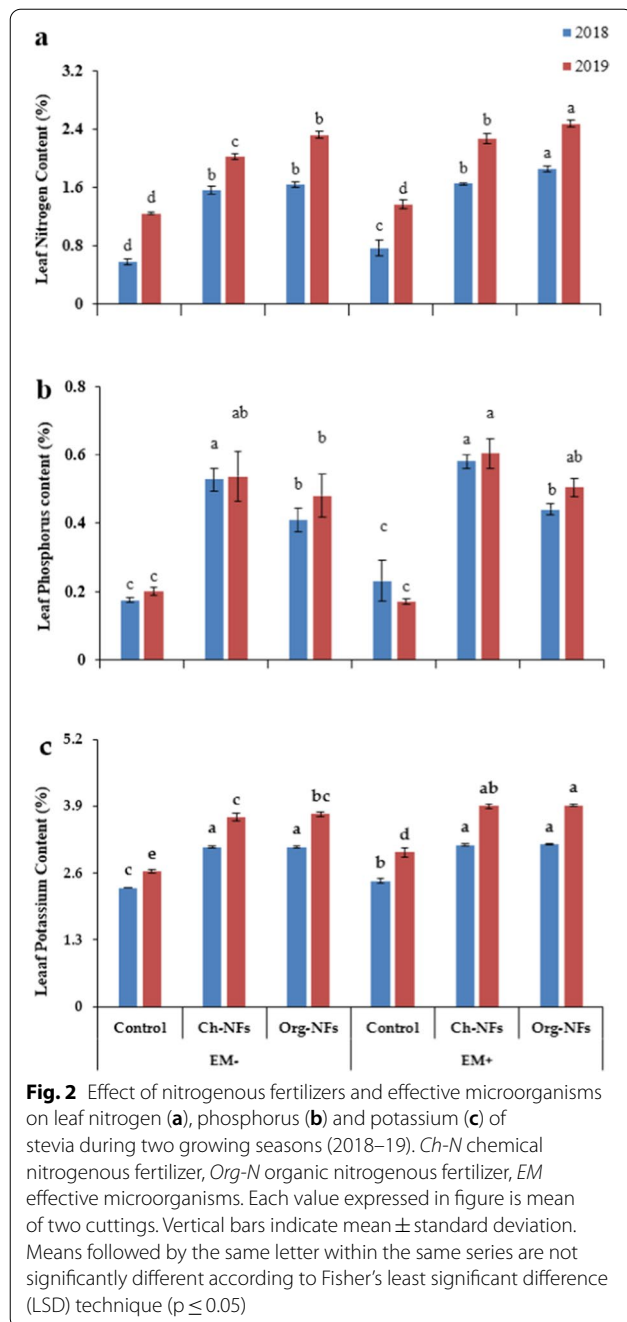 a
2018
2019
Leaf Nitrogen Content (%)
3.2
2.4
1.6
0.8
0
d d b c b b c d b b a a
b
Leaf Phosphorus content (%)
0.8
0.6
0.4
0.2
0
c c a ab b b c c a a b ab
c
Leaaf Potassium Content (%)
5.2
3.9
2.6
1.3
0
c e a c a bc b d a ab a a
Control Ch-NFs Org-NFs Control Ch-NFs Org-NFs
EM- EM+
Fig. 2 Effect of nitrogenous fertilizers and effective microorganisms
on leaf nitrogen (a), phosphorus (b) and potassium (c) of
stevia during two growing seasons (2018–19). Ch-N chemical
nitrogenous fertilizer, Org-N organic nitrogenous fertilizer, EM
effective microorganisms. Each value expressed in figure is mean
of two cuttings. Vertical bars indicate mean ± standard deviation.
Means followed by the same letter within the same series are not
significantly different according to Fisher's least significant difference
(LSD) technique (p ≤ 0.05)